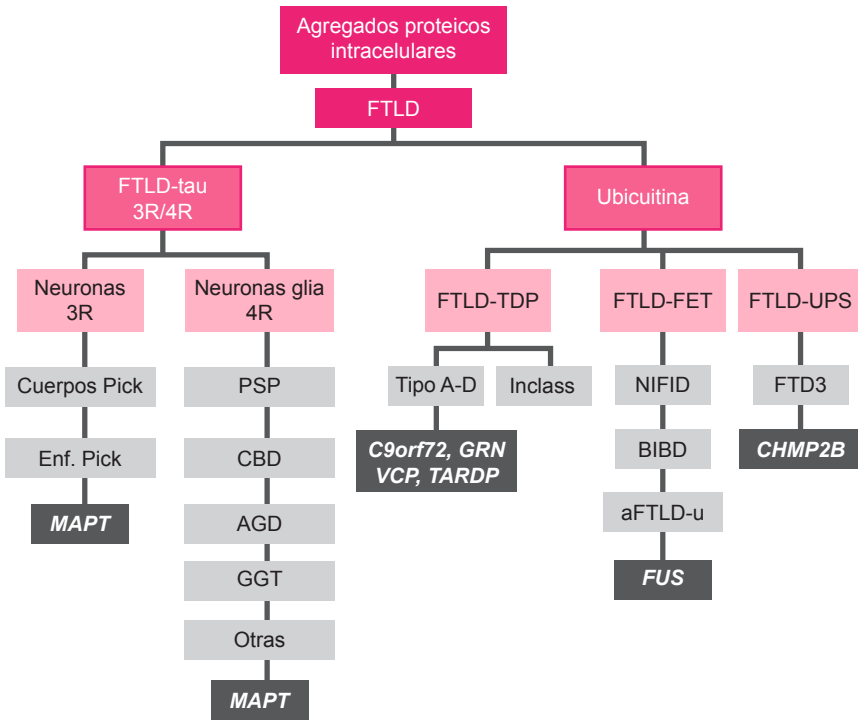 Agregados proteicos
intracelulares
FTLD
FTLD-tau
3R/4R
Ubicuitina
Neuronas
3R
Neuronas glia
4R
FTLD-TDP
FTLD-FET
FTLD-UPS
Cuerpos Pick
PSP
Tipo A-D
Inclass
NIFID
FTD3
Enf. Pick
CBD
C9orf72, GRN
VCP, TARDP
BIBD
CHMP2B
MAPT
AGD
aFTLD-u
GGT
FUS
Otras
MAPT